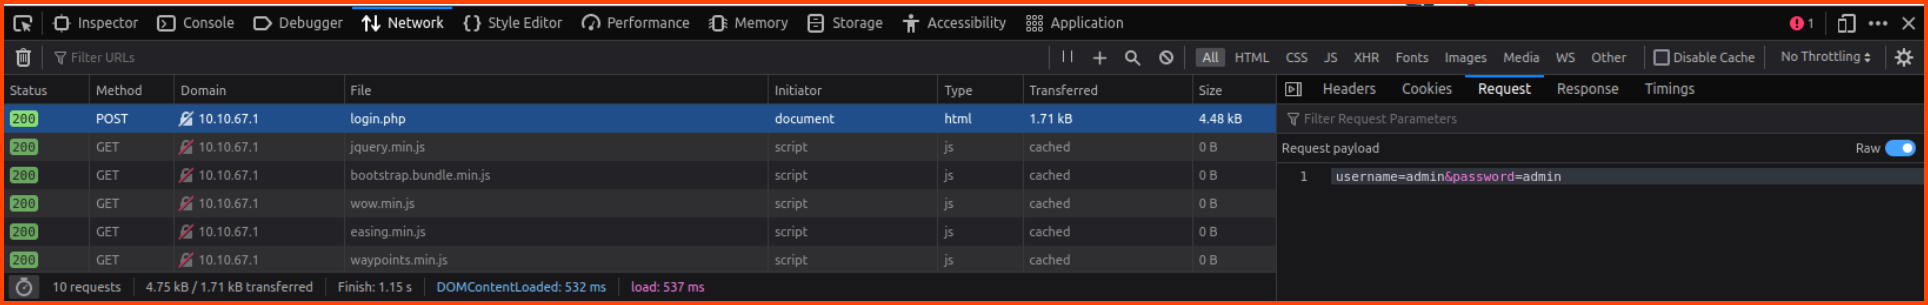 Inspector Console Debugger Network Style Editor Performance Memory Storage Accessibility Application 1
Filter URLs All HTML CSS JS XHR Fonts Images Media WS Other Disable Cache No Throttling
Status Method Domain File Initiator Type Transferred Size
200 POST 10.10.67.1 login.php document html 1.71 kB 4.48 kB
200 GET 10.10.67.1 jquery.min.js script js cached 0 B
200 GET 10.10.67.1 bootstrap.bundle.min.js script js cached 0 B
200 GET 10.10.67.1 wow.min.js script js cached 0 B
200 GET 10.10.67.1 easing.min.js script js cached 0 B
200 GET 10.10.67.1 waypoints.min.js script js cached 0 B
10 requests 4.75 kB / 1.71 kB transferred Finish: 1.15 s DOMContentLoaded: 532 ms load: 537 ms
Headers Cookies Request Response Timings
Filter Request Parameters
Request payload Raw
1 username=admin&password=admin